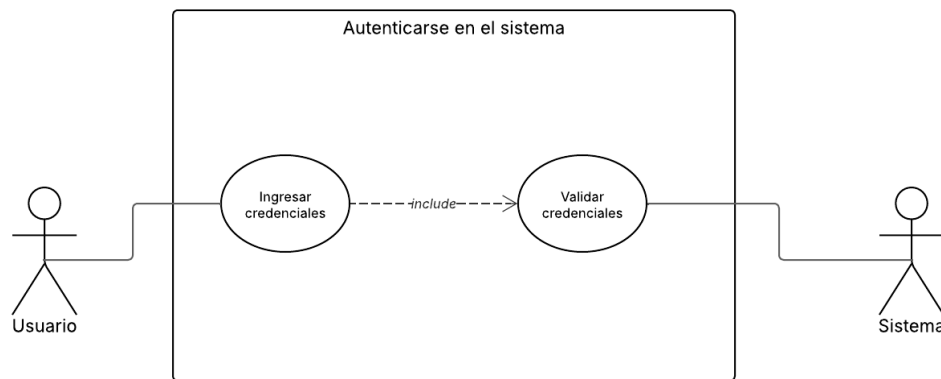 Autenticarse en el sistema
Ingresar
credenciales
include
Validar
credenciales
Usuario
Sistema